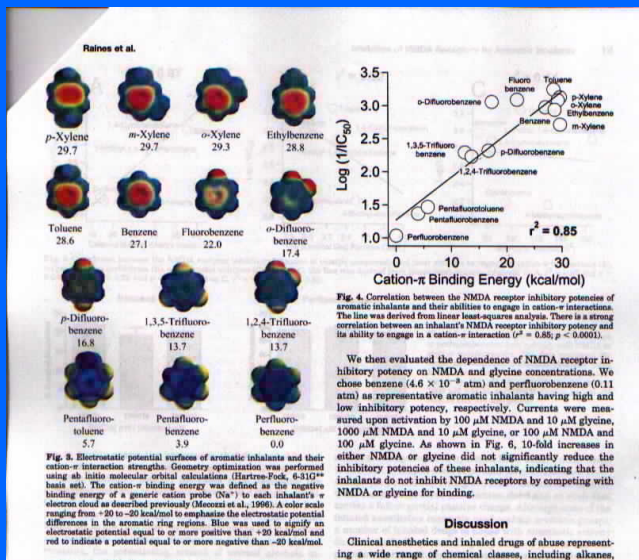 Raines et al.
p-Xylene
29.7
m-Xylene
29.7
o-Xylene
29.3
Ethylbenzene
28.8
Toluene
28.6
Benzene
27.1
Fluorobenzene
22.0
o-Difluoro-
benzene
17.4
p-Difluoro-
benzene
16.8
1,3,5-Trifluoro-
benzene
13.7
1,2,4-Trifluoro-
benzene
13.7
Pentafluoro-
toluene
5.7
Pentafluoro-
benzene
3.9
Perfluoro-
benzene
0.0
Fig. 3. Electrostatic potential surfaces of aromatic inhalants and their
cation-π interaction strengths. Geometry optimization was performed
using ab initio molecular orbital calculations (Hartree-Fock, 6-31G**
basis set). The cation-π binding energy was defined as the negative
binding energy of a generic cation probe (Na⁺) to each inhalant's π
electron cloud as described previously (Mecozzi et al., 1996). A color scale
ranging from +20 to −20 kcal/mol to emphasize the electrostatic potential
differences in the aromatic ring regions. Blue was used to signify an
electrostatic potential equal to or more positive than +20 kcal/mol and
red to indicate a potential equal to or more negative than −20 kcal/mol.
Log (1/IC50)
3.5
3.0
2.5
2.0
1.5
1.0
o-Difluorobenzene
Fluoro
benzene
Toluene
p-Xylene
o-Xylene
Ethylbenzene
Benzene
m-Xylene
1,3,5-Trifluoro
benzene
p-Difluorobenzene
1,2,4-Trifluorobenzene
Pentafluorotoluene
Pentafluorobenzene
Perfluorobenzene
r² = 0.85
0 10 20 30
Cation-π Binding Energy (kcal/mol)
Fig. 4. Correlation between the NMDA receptor inhibitory potencies of
aromatic inhalants and their abilities to engage in cation-π interactions.
The line was derived from linear least-squares analysis. There is a strong
correlation between an inhalant's NMDA receptor inhibitory potency and
its ability to engage in a cation-π interaction (r² = 0.85; p < 0.0001).
We then evaluated the dependence of NMDA receptor in-
hibitory potency on NMDA and glycine concentrations. We
chose benzene (4.6 × 10⁻³ atm) and perfluorobenzene (0.11
atm) as representative aromatic inhalants having high and
low inhibitory potency, respectively. Currents were mea-
sured upon activation by 100 μM NMDA and 10 μM glycine,
1000 μM NMDA and 10 μM glycine, or 100 μM NMDA and
100 μM glycine. As shown in Fig. 6, 10-fold increases in
either NMDA or glycine did not significantly reduce the
inhibitory potencies of these inhalants, indicating that the
inhalants do not inhibit NMDA receptors by competing with
NMDA or glycine for binding.
Discussion
Clinical anesthetics and inhaled drugs of abuse represent-
ing a wide range of chemical classes, including alkanes,